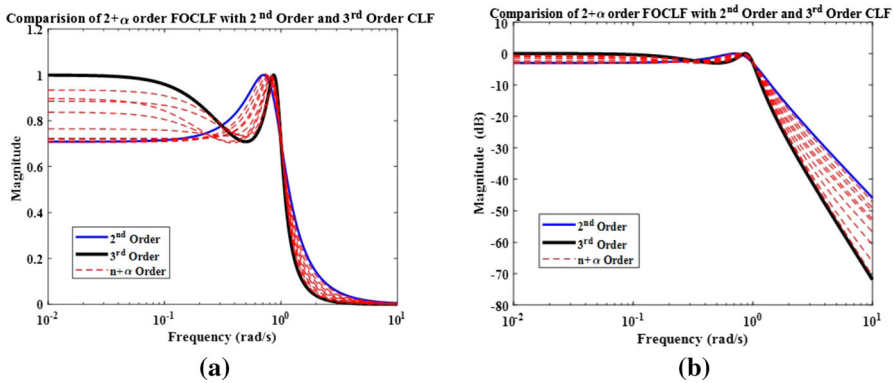 Comparision of 2+α order FOCLF with 2nd Order and 3rd Order CLF
1.2
1
0.8
0.6
0.4
0.2
0
Magnitude
2nd Order
3rd Order
n+α Order
10-2
10-1
100
101
Frequency (rad/s)
(a)
Comparision of 2+α order FOCLF with 2nd Order and 3rd Order CLF
10
0
-10
-20
-30
-40
-50
-60
-70
-80
Magnitude (dB)
2nd Order
3rd Order
n+α Order
10-2
10-1
100
101
Frequency (rad/s)
(b)